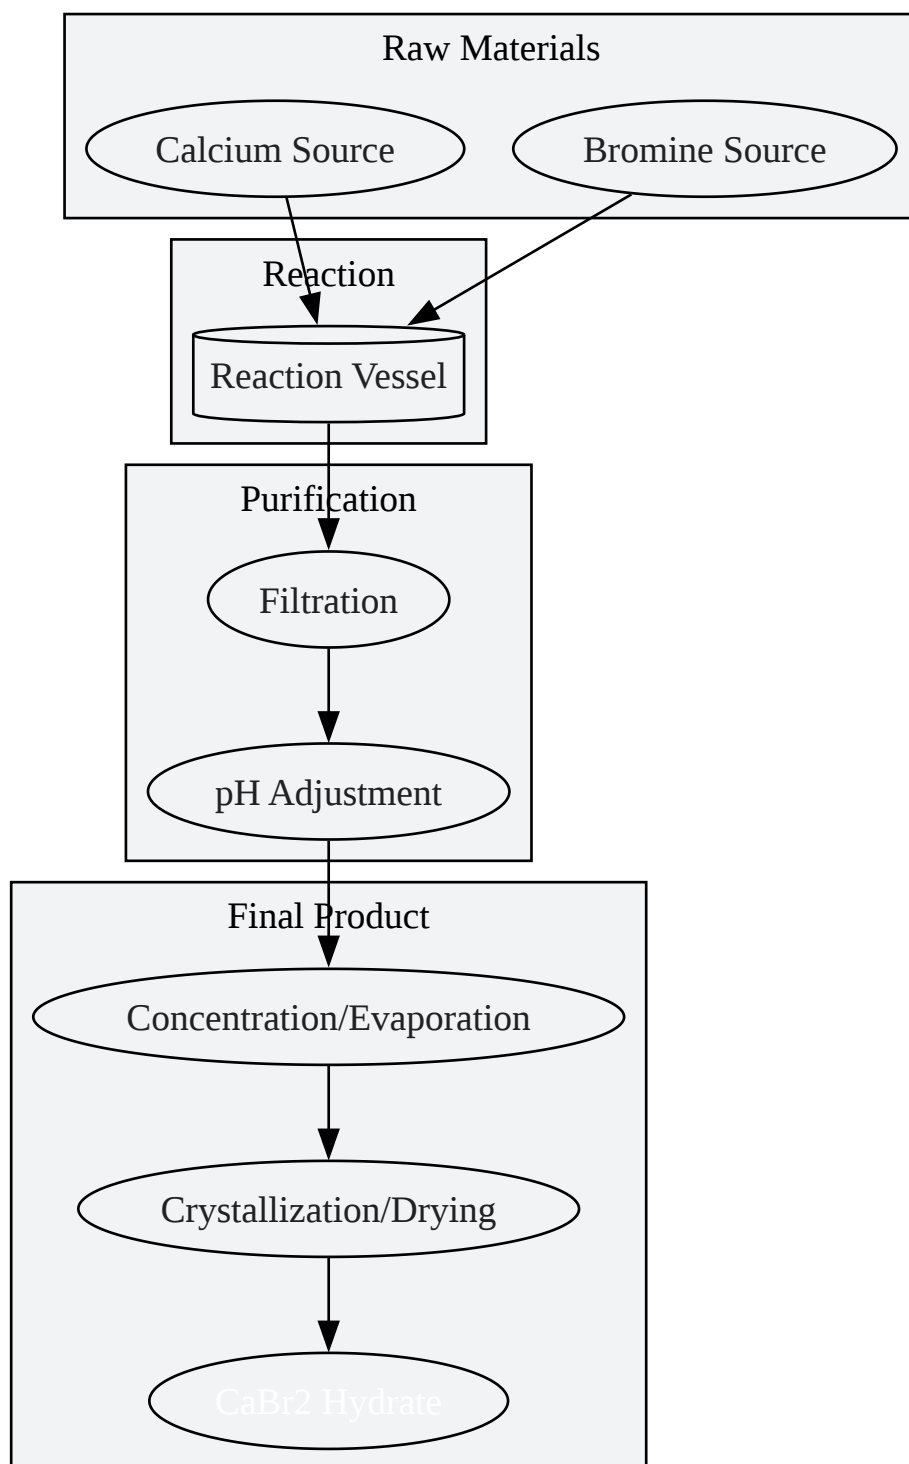 Raw Materials
Calcium Source
Bromine Source
Reaction
Reaction Vessel
Purification
Filtration
pH Adjustment
Final Product
Concentration/Evaporation
Crystallization/Drying
CaBr2 Hydrate